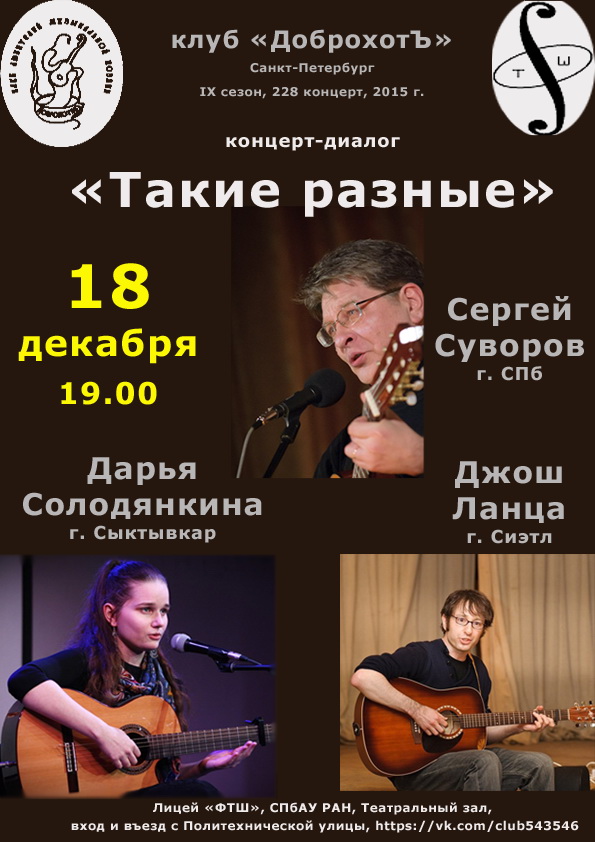 клуб «ДоброхотЪ»
Санкт-Петербург
IX сезон, 228 концерт, 2015 г.
Т Ш
концерт-диалог
«Такие разные»
18
декабря
19.00
Сергей
Суворов
г. СПб
Дарья
Солодянкина
г. Сыктывкар
Джош
Ланца
г. Сиэтл
Лицей «ФТШ», СПбАУ РАН, Театральный зал,
вход и въезд с Политехнической улицы, https://vk.com/club543546